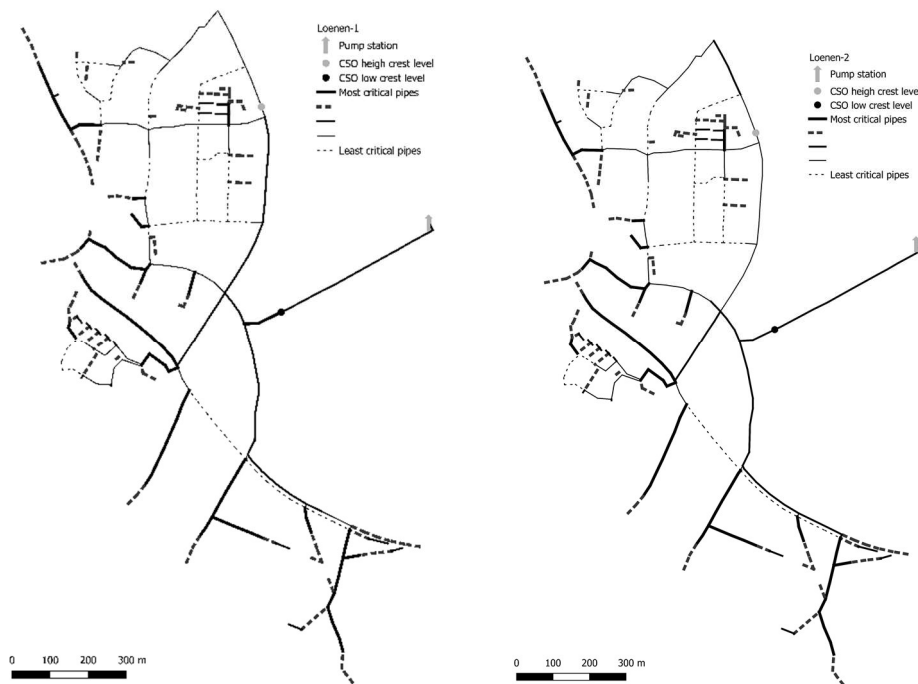 Loenen-1
Pump station
CSO heigh crest level
CSO low crest level
Most critical pipes
Least critical pipes
0 100 200 300 m
Loenen-2
Pump station
CSO heigh crest level
CSO low crest level
Most critical pipes
Least critical pipes
0 100 200 300 m